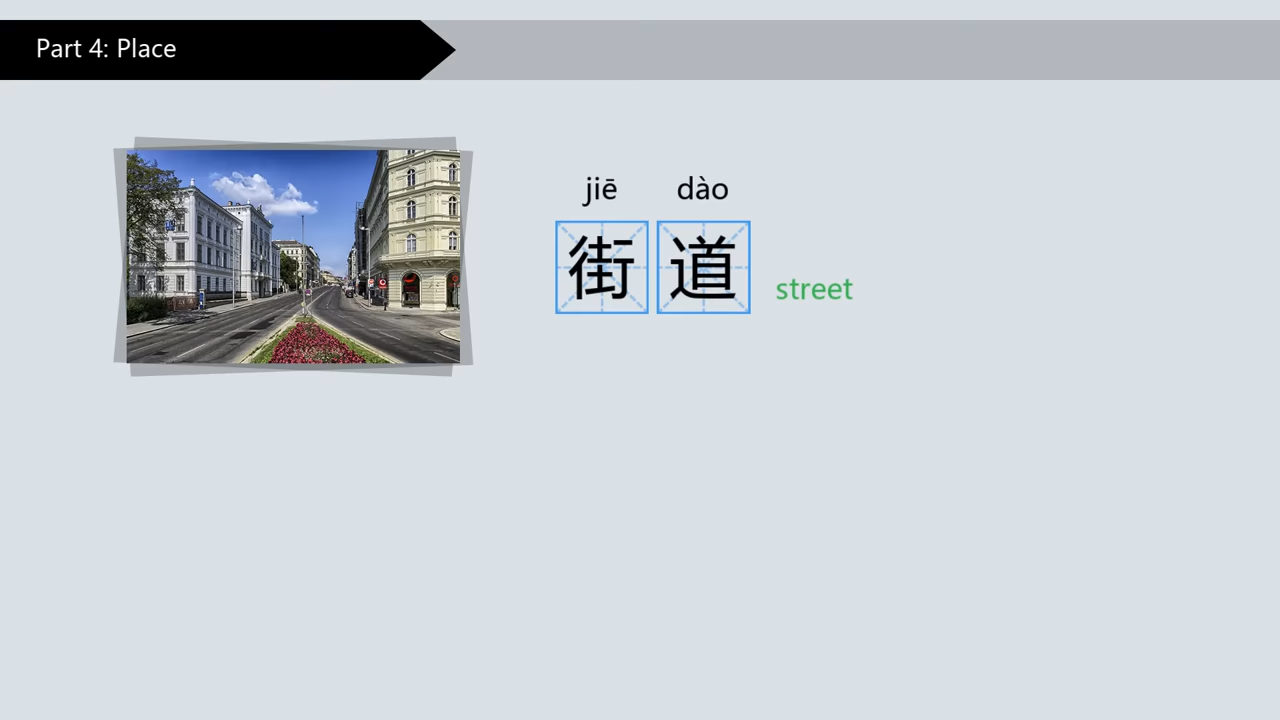 Part 4: Place
jiē dào
街道 street